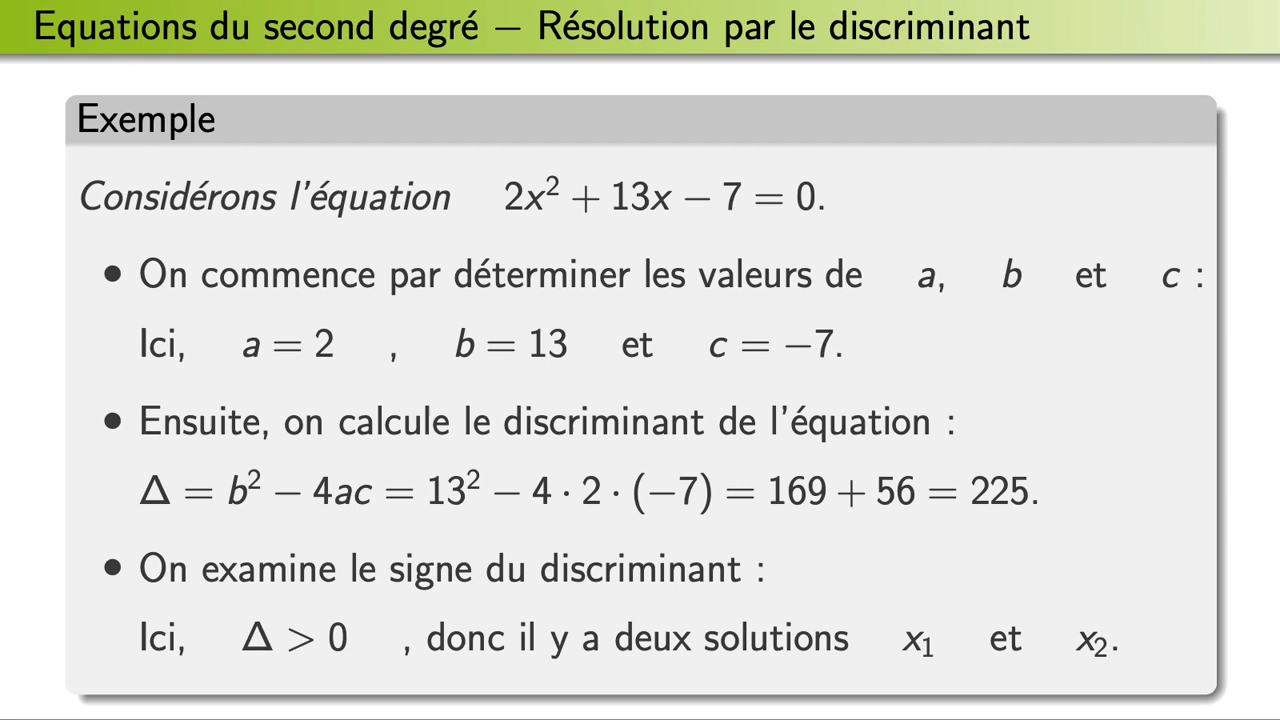 Equations du second degré – Résolution par le discriminant
Exemple
Considérons l'équation 2x² + 13x − 7 = 0.
• On commence par déterminer les valeurs de a, b et c :
Ici, a = 2 , b = 13 et c = −7.
• Ensuite, on calcule le discriminant de l'équation :
Δ = b² − 4ac = 13² − 4 · 2 · (−7) = 169 + 56 = 225.
• On examine le signe du discriminant :
Ici, Δ > 0 , donc il y a deux solutions x₁ et x₂.